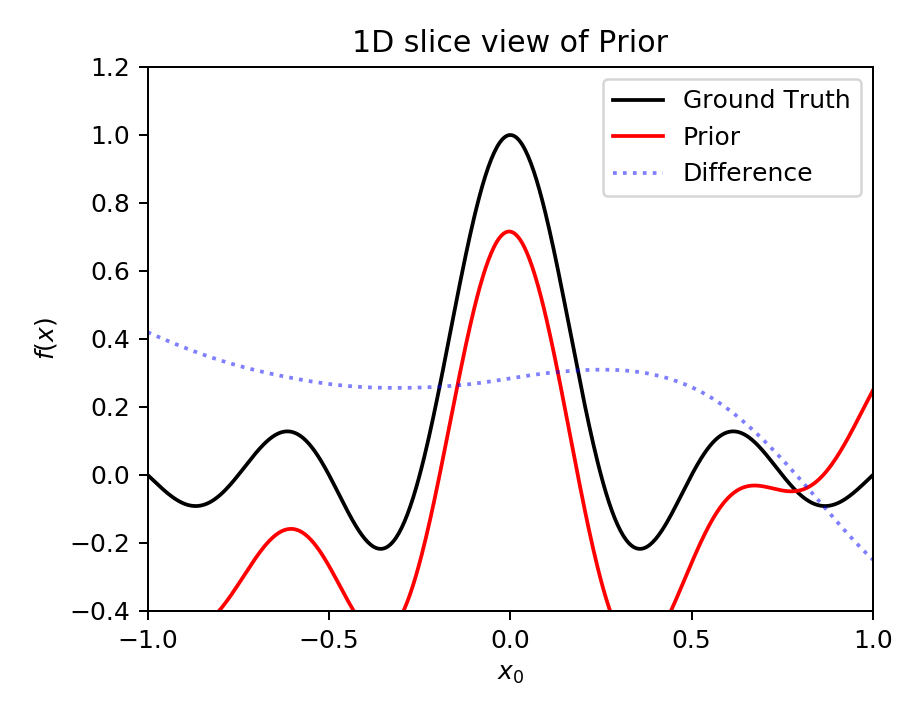 1D slice view of Prior
1.2
1.0
0.8
0.6
0.4
0.2
0.0
−0.2
−0.4
f(x)
Ground Truth
Prior
Difference
−1.0
−0.5
0.0
0.5
1.0
x₀